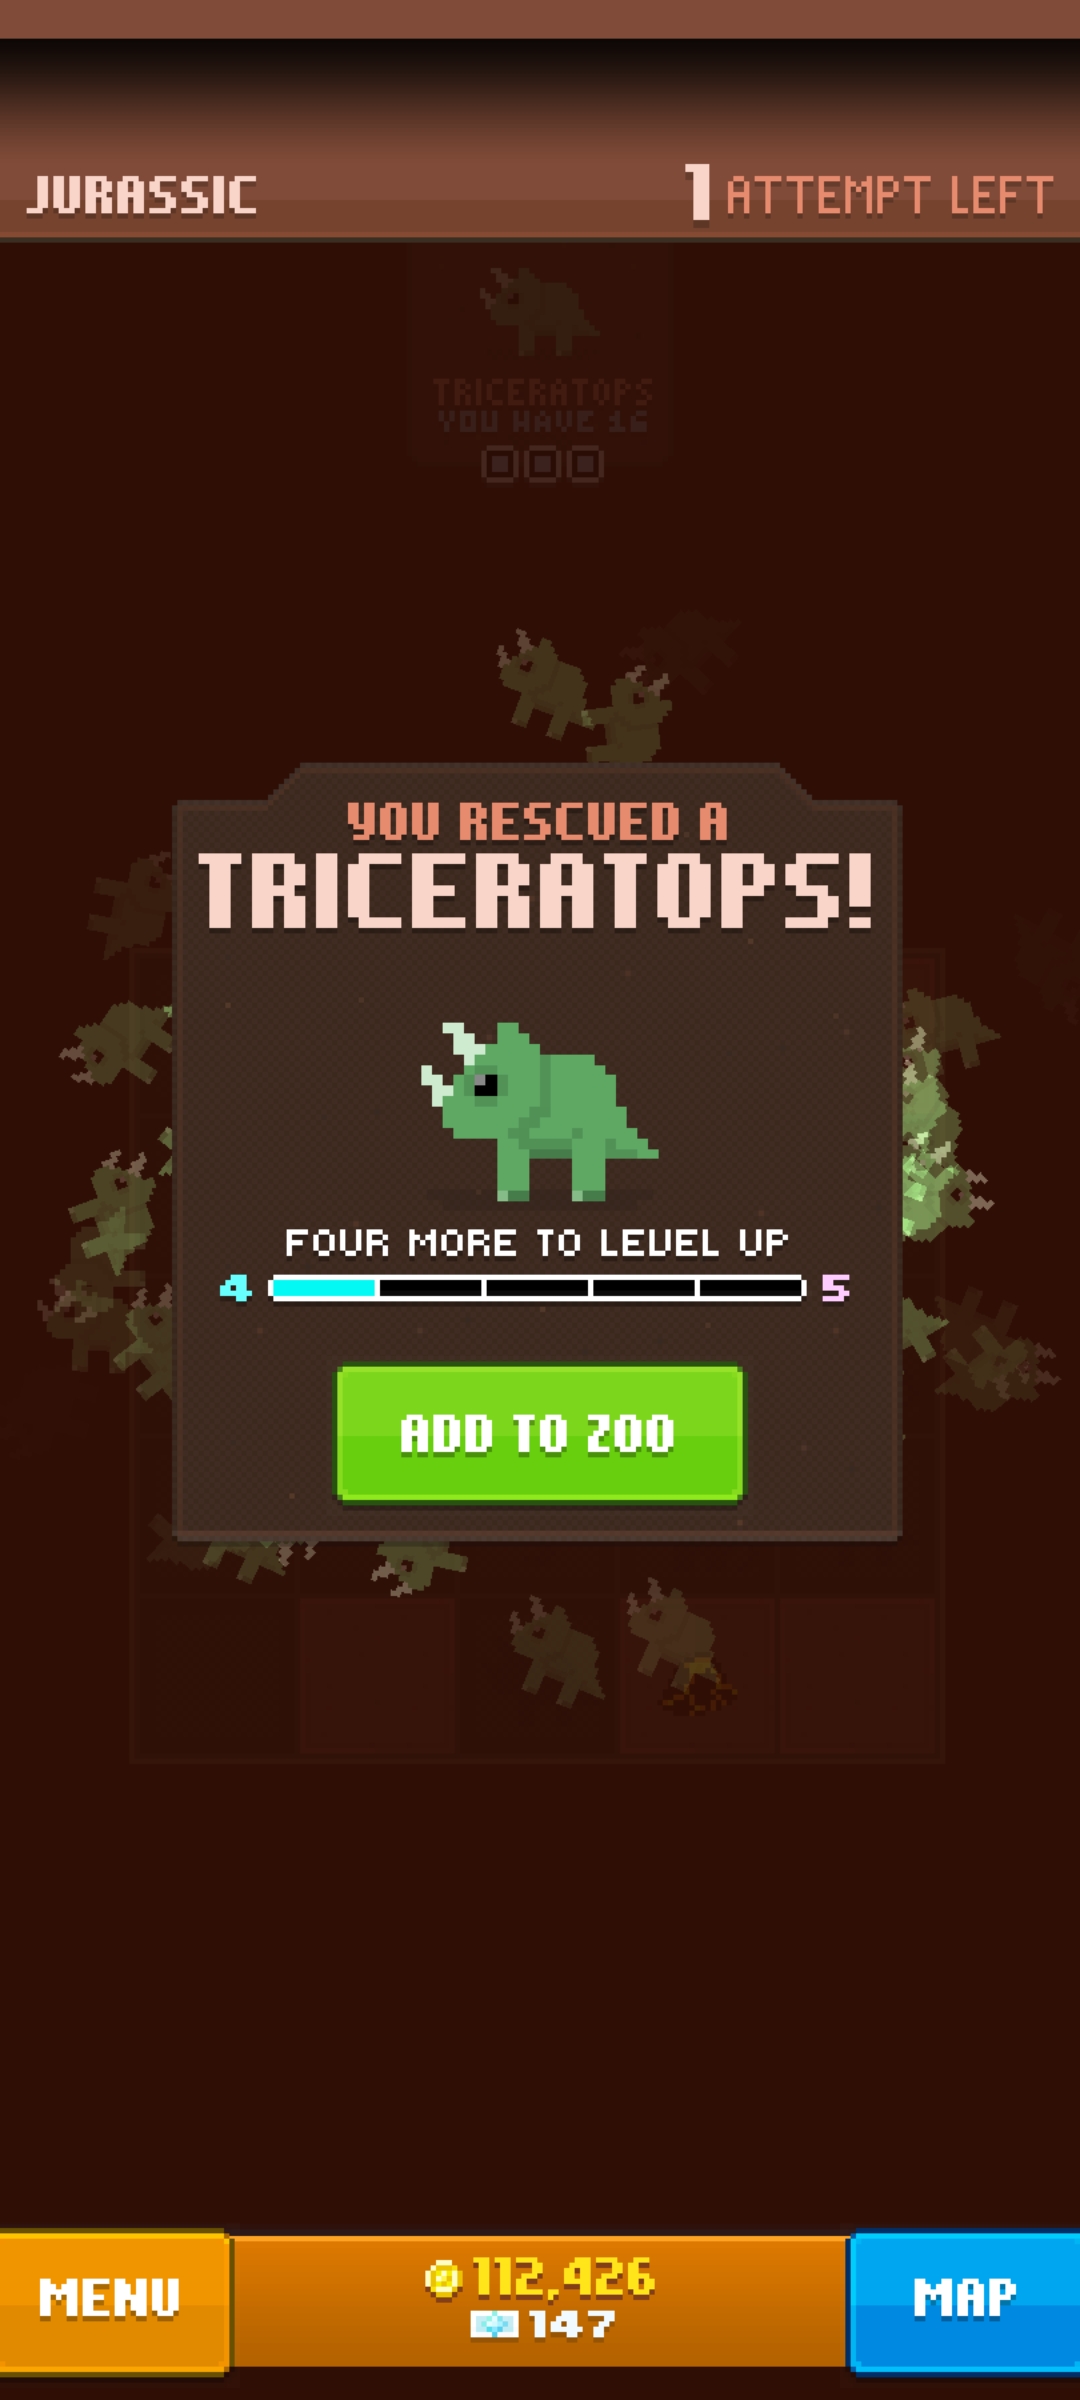 JURASSIC
1 ATTEMPT LEFT
TRICERATOPS
YOU HAVE 16
YOU RESCUED A
TRICERATOPS!
FOUR MORE TO LEVEL UP
4 5
ADD TO ZOO
MENU
112,426
147
MAP